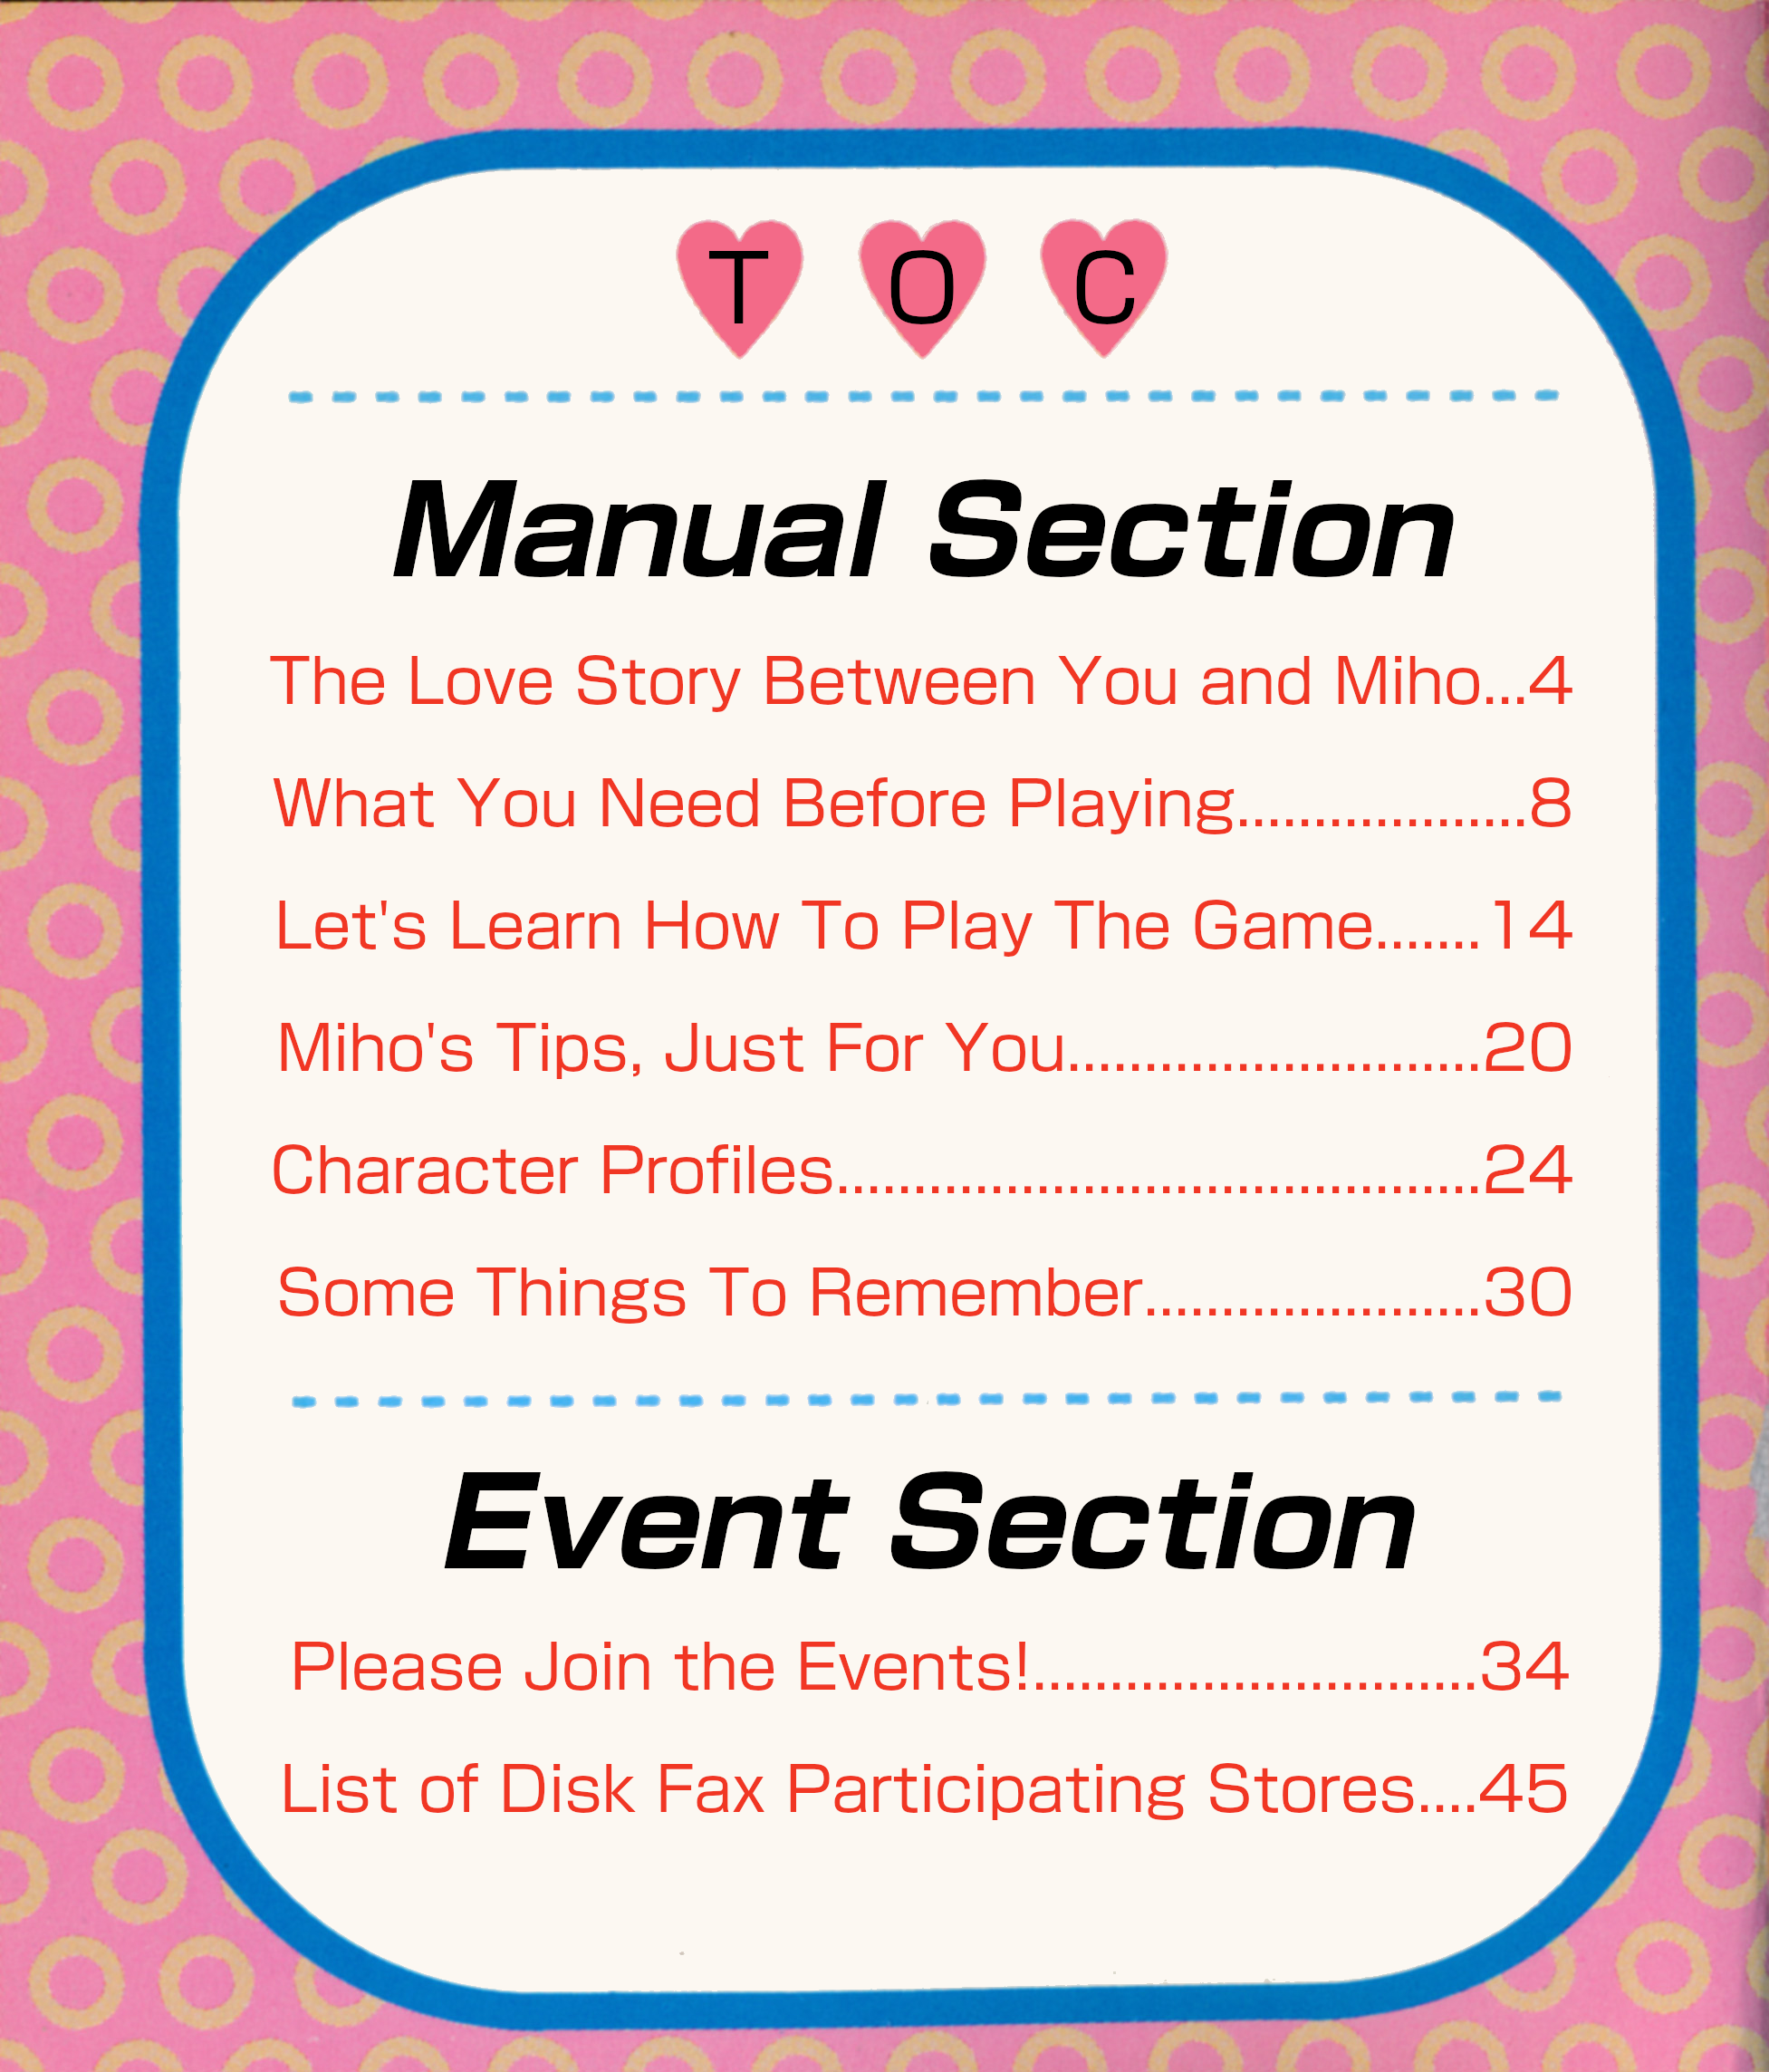 T O C
Manual Section
The Love Story Between You and Miho...4
What You Need Before Playing...................8
Let's Learn How To Play The Game.......14
Miho's Tips, Just For You...........................20
Character Profiles..........................................24
Some Things To Remember......................30
Event Section
Please Join the Events!.............................34
List of Disk Fax Participating Stores....45